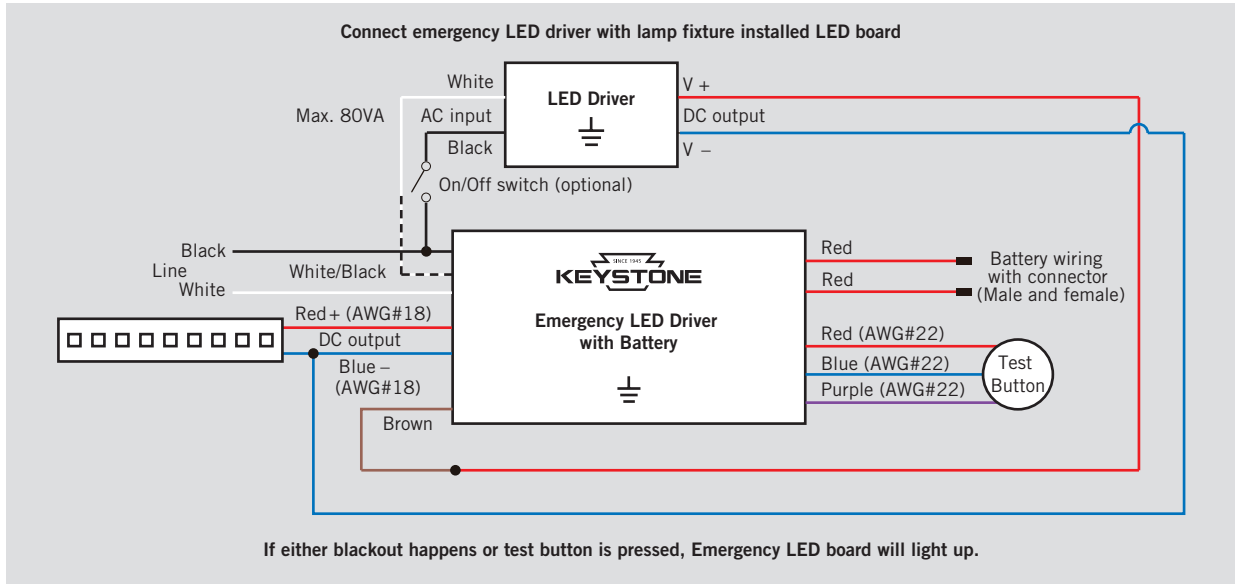 Connect emergency LED driver with lamp fixture installed LED board
White
V +
LED Driver
Max. 80VA
AC input
DC output
Black
V –
On/Off switch (optional)
Black
Line
White/Black
White
SINCE 1945
KEYSTONE
Red
Red
Battery wiring
with connector
(Male and female)
Red + (AWG#18)
DC output
Blue –
(AWG#18)
Brown
Emergency LED Driver
with Battery
Red (AWG#22)
Blue (AWG#22)
Purple (AWG#22)
Test
Button
If either blackout happens or test button is pressed, Emergency LED board will light up.